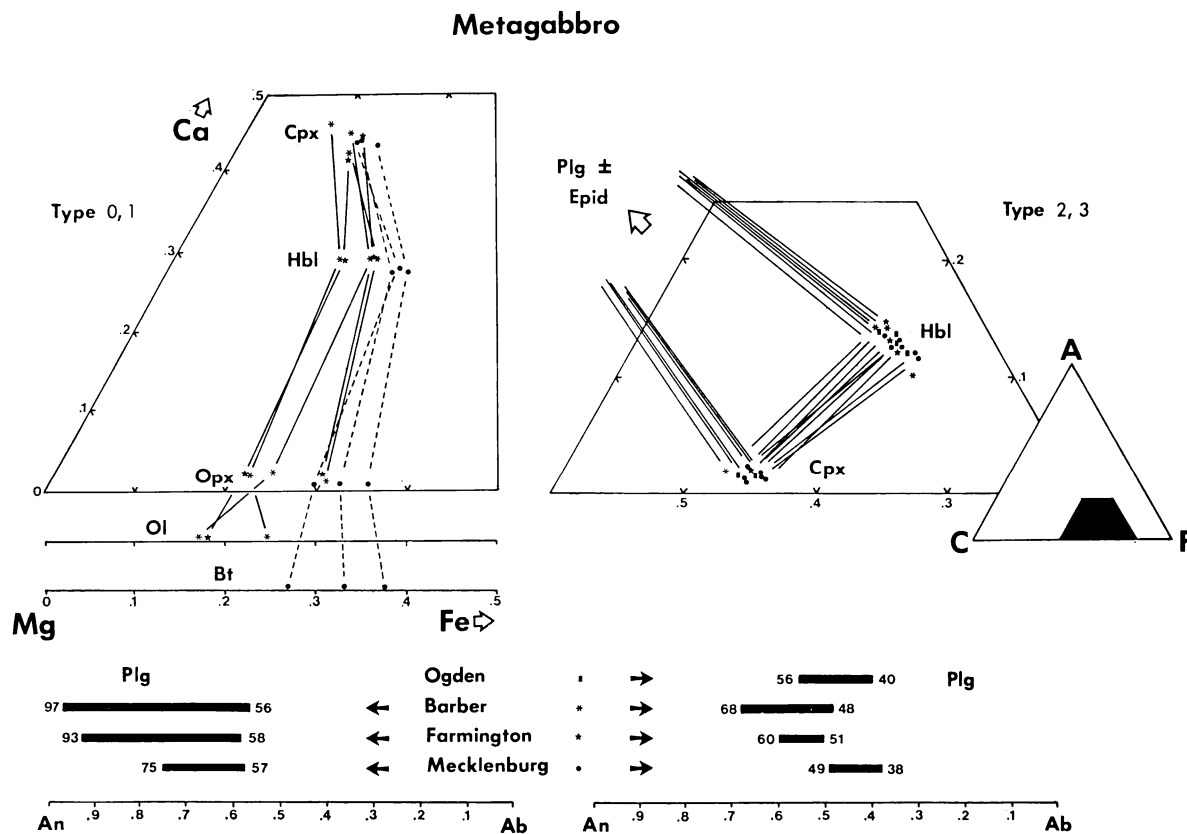 Metagabbro
Ca
.5
Cpx
.4
Type 0, 1
.3
Hbl
.2
.1
Opx
0
Ol
Bt
0 .1 .2 .3 .4 .5
Mg
Fe
Plg ±
Epid
Type 2, 3
.2
Hbl
.1
Cpx
.5 .4 .3
A
C
F
Plg
97 56
93 58
75 57
Ogden
Barber
Farmington
Mecklenburg
56 40
68 48
60 51
49 38
Plg
An .9 .8 .7 .6 .5 .4 .3 .2 .1 Ab
An .9 .8 .7 .6 .5 .4 .3 .2 .1 Ab